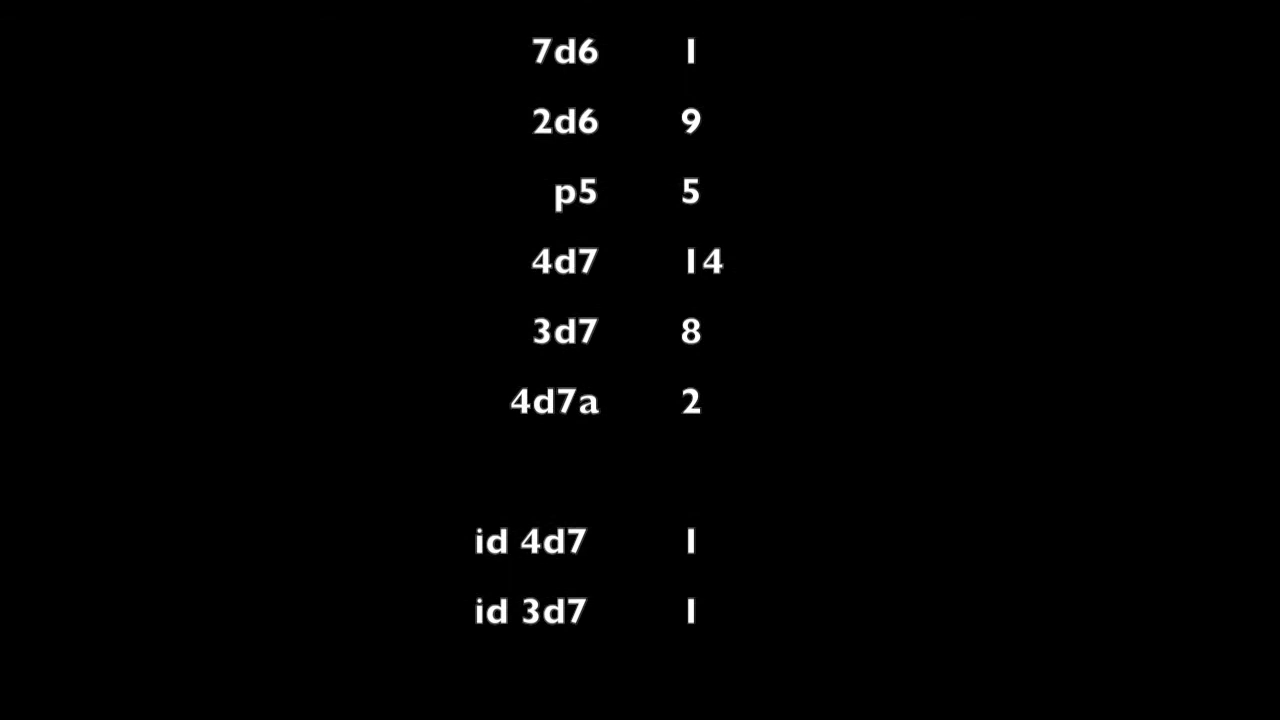 7d6 1
2d6 9
p5 5
4d7 14
3d7 8
4d7a 2
id 4d7 1
id 3d7 1